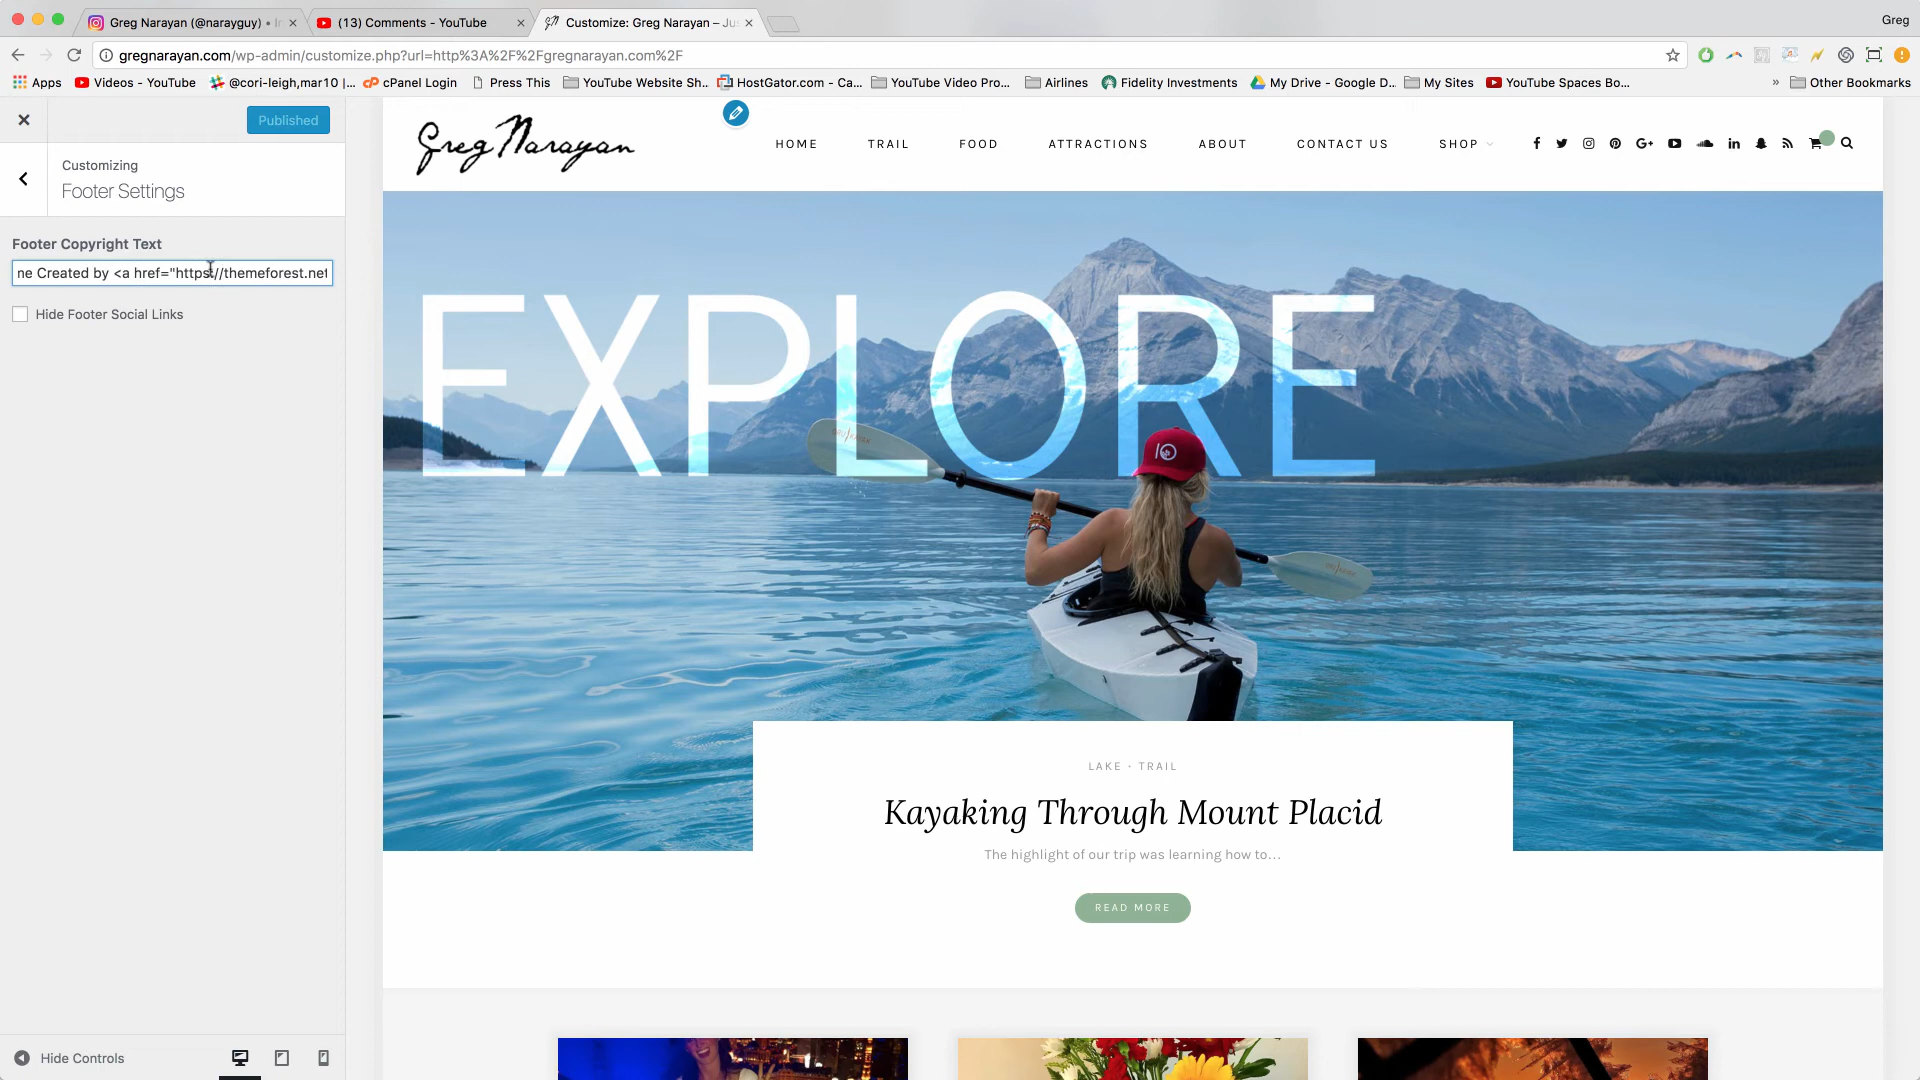 Greg Narayan (@narayguy) • In
(13) Comments - YouTube
Customize: Greg Narayan – Jus
Greg
gregnarayan.com/wp-admin/customize.php?url=http%3A%2F%2Fgregnarayan.com%2F
Apps
Videos - YouTube
@cori-leigh,mar10 |...
cPanel Login
Press This
YouTube Website Sh...
HostGator.com - Ca...
YouTube Video Pro...
Airlines
Fidelity Investments
My Drive - Google D...
My Sites
YouTube Spaces Bo...
»
Other Bookmarks
Published
Customizing
Footer Settings
Footer Copyright Text
ne Created by <a href="https://themeforest.net
Hide Footer Social Links
Hide Controls
Greg Narayan
HOME
TRAIL
FOOD
ATTRACTIONS
ABOUT
CONTACT US
SHOP
EXPLORE
LAKE · TRAIL
Kayaking Through Mount Placid
The highlight of our trip was learning how to...
READ MORE